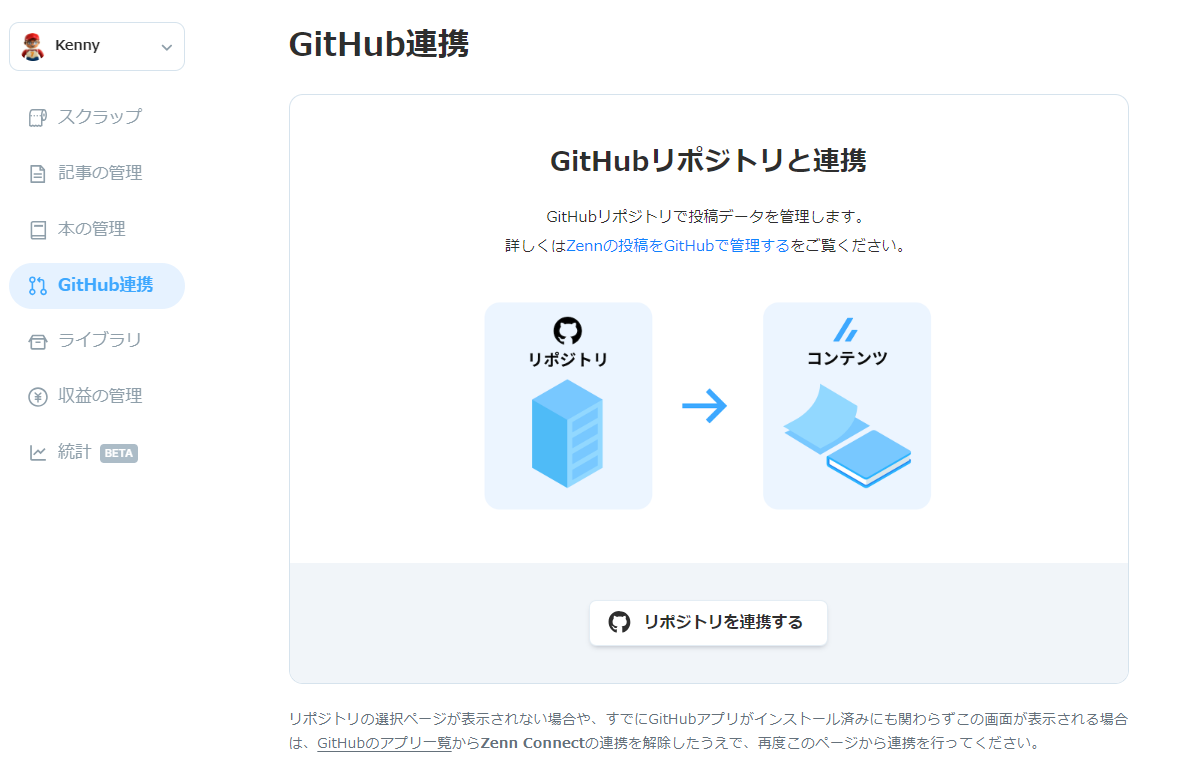 Kenny
スクラップ
記事の管理
本の管理
GitHub連携
ライブラリ
収益の管理
統計 BETA
GitHub連携
GitHubリポジトリと連携
GitHubリポジトリで投稿データを管理します。
詳しくはZennの投稿をGitHubで管理するをご覧ください。
リポジトリ
コンテンツ
リポジトリを連携する
リポジトリの選択ページが表示されない場合や、すでにGitHubアプリがインストール済みにも関わらずこの画面が表示される場合
は、GitHubのアプリ一覧からZenn Connectの連携を解除したうえで、再度このページから連携を行ってください。